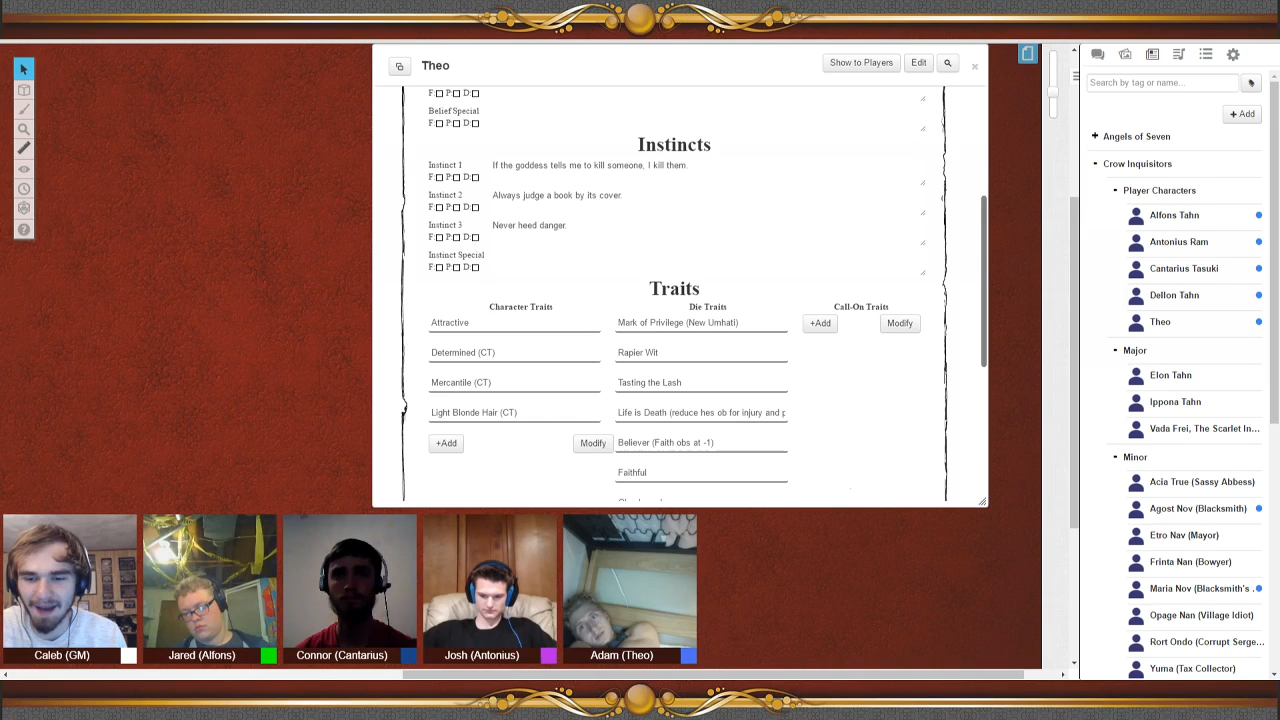 Theo
Show to Players
Edit
F: P: D:
Belief Special
F: P: D:
Instincts
Instinct 1 If the goddess tells me to kill someone, I kill them.
F: P: D:
Instinct 2 Always judge a book by its cover.
F: P: D:
Instinct 3 Never heed danger.
F: P: D:
Instinct Special
F: P: D:
Traits
Character Traits Die Traits Call-On Traits
Attractive Mark of Privilege (New Umhati) +Add Modify
Determined (CT) Rapier Wit
Mercantile (CT) Tasting the Lash
Light Blonde Hair (CT) Life is Death (reduce hes ob for injury and p
+Add Modify Believer (Faith obs at -1)
Faithful
Search by tag or name...
+ Add
Angels of Seven
Crow Inquisitors
Player Characters
Alfons Tahn
Antonius Ram
Cantarius Tasuki
Dellon Tahn
Theo
Major
Elon Tahn
Ippona Tahn
Vada Frei, The Scarlet In...
Minor
Acia True (Sassy Abbess)
Agost Nov (Blacksmith)
Etro Nav (Mayor)
Frinta Nan (Bowyer)
Maria Nov (Blacksmith's ...
Opage Nan (Village Idiot)
Rort Ondo (Corrupt Serge...
Yuma (Tax Collector)
Caleb (GM)
Jared (Alfons)
Connor (Cantarius)
Josh (Antonius)
Adam (Theo)